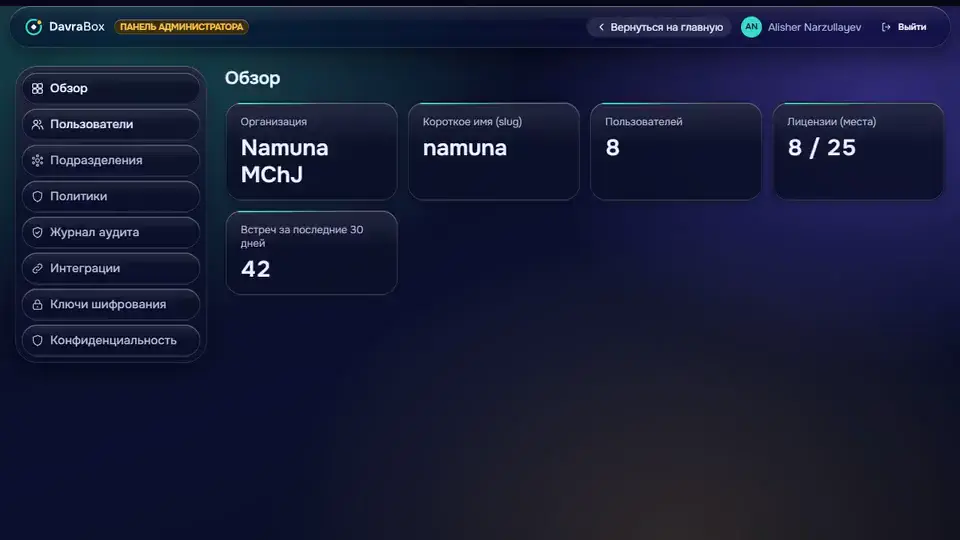 DavraBox
ПАНЕЛЬ АДМИНИСТРАТОРА
Вернуться на главную
AN
Alisher Narzullayev
Выйти
Обзор
Пользователи
Подразделения
Политики
Журнал аудита
Интеграции
Ключи шифрования
Конфиденциальность
Обзор
Организация
Namuna
MChJ
Короткое имя (slug)
namuna
Пользователей
8
Лицензии (места)
8 / 25
Встреч за последние 30
дней
42